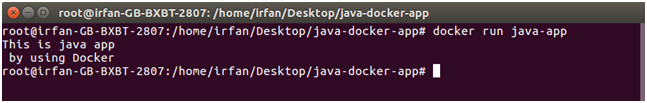 root@irfan-GB-BXBT-2807: /home/irfan/Desktop/java-docker-app
root@irfan-GB-BXBT-2807:/home/irfan/Desktop/java-docker-app# docker run java-app
This is java app
 by using Docker
root@irfan-GB-BXBT-2807:/home/irfan/Desktop/java-docker-app#